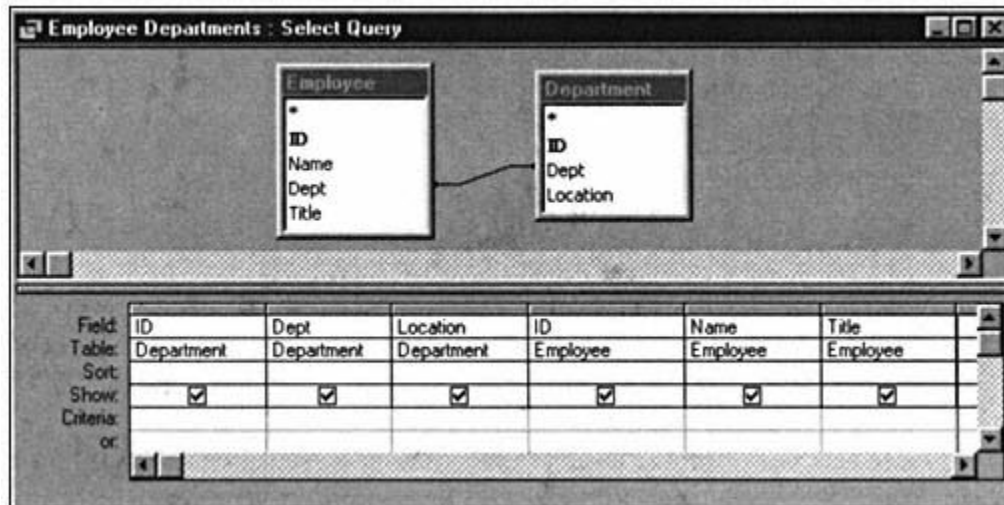 Employee Departments : Select Query
Employee
*
ID
Name
Dept
Title
Department
*
ID
Dept
Location
Field: ID Dept Location ID Name Title
Table: Department Department Department Employee Employee Employee
Sort:
Show:
Criteria:
or: